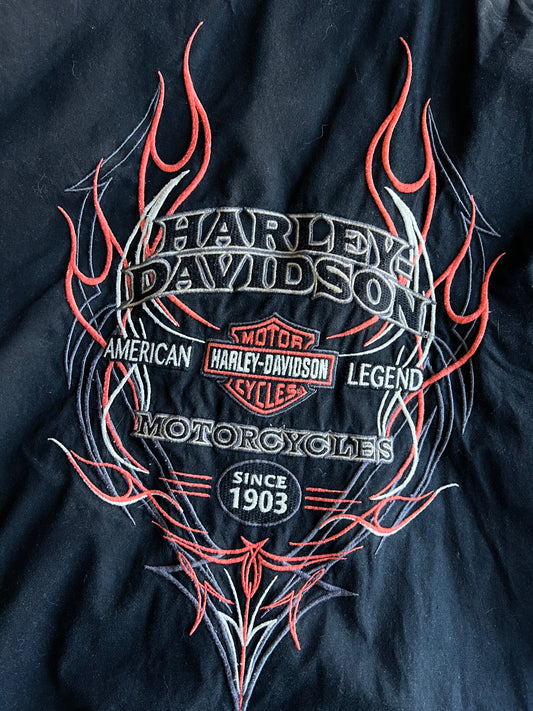 HARLEY-
DAVIDSON
AMERICAN
MOTOR
HARLEY-DAVIDSON
CYCLES
LEGEND
MOTORCYCLES
SINCE
1903